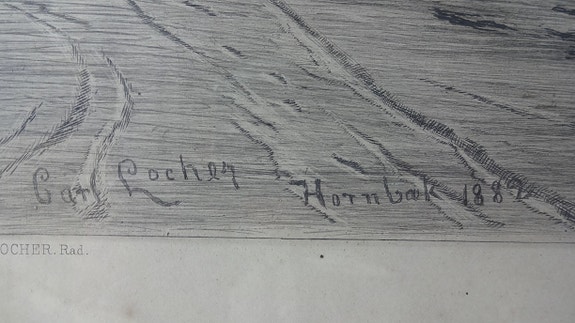 Carl Locher Hornbæk 1882
OCHER. Rad.